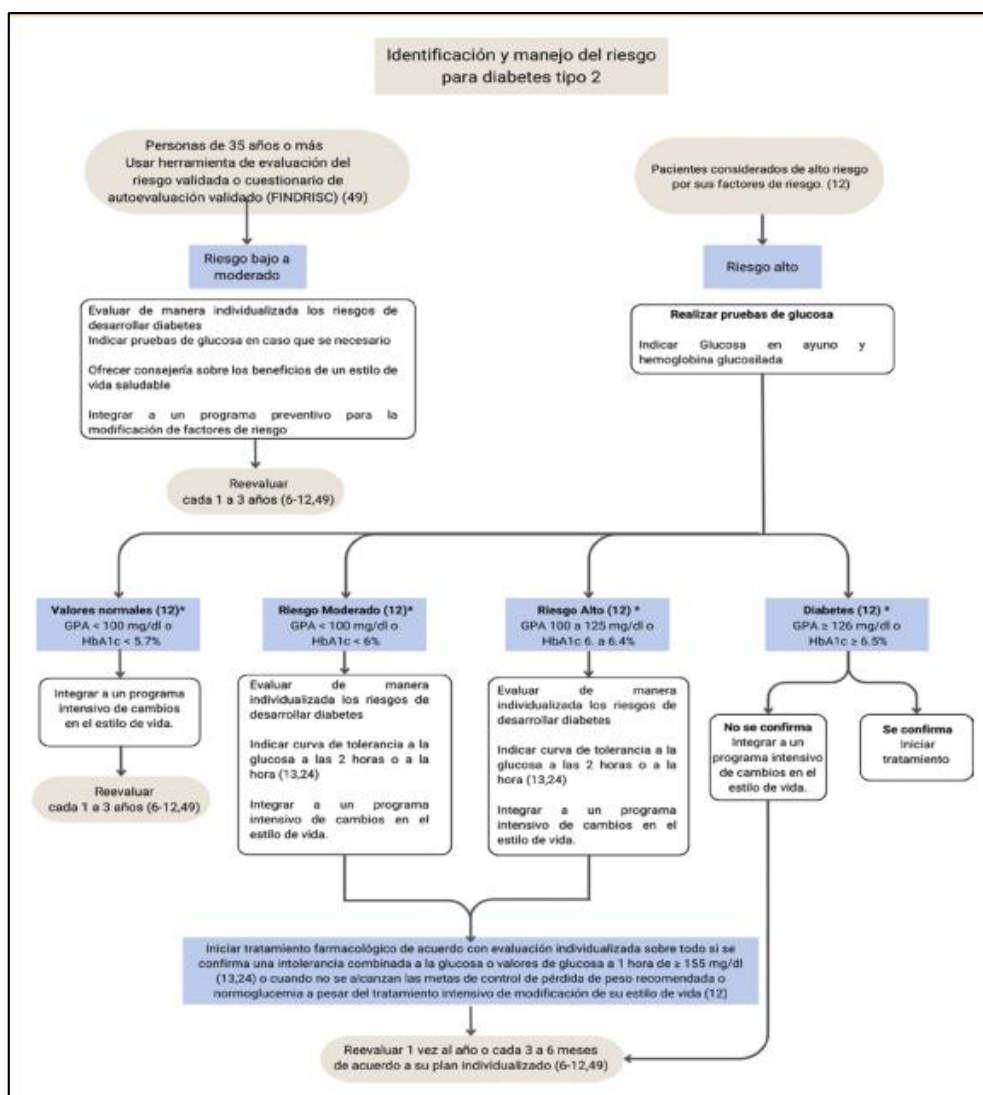 Identificación y manejo del riesgo
para diabetes tipo 2
Personas de 35 años o más
Usar herramienta de evaluación del
riesgo validada o cuestionario de
autoevaluación validado (FINDRISC) (49)
Riesgo bajo a
moderado
Evaluar de manera individualizada los riesgos de
desarrollar diabetes
Indicar pruebas de glucosa en caso que se necesario
Ofrecer consejería sobre los beneficios de un estilo de
vida saludable
Integrar a un programa preventivo para la
modificación de factores de riesgo
Reevaluar
cada 1 a 3 años (6-12,49)
Pacientes considerados de alto riesgo
por sus factores de riesgo. (12)
Riesgo alto
Realizar pruebas de glucosa
Indicar Glucosa en ayuno y
hemoglobina glucosilada
Valores normales (12)*
GPA < 100 mg/dl o
HbA1c < 5.7%
Integrar a un programa
intensivo de cambios
en el estilo de vida.
Reevaluar
cada 1 a 3 años (6-12,49)
Riesgo Moderado (12)*
GPA < 100 mg/dl o
HbA1c < 6%
Evaluar de manera
individualizada los riesgos de
desarrollar diabetes
Indicar curva de tolerancia a la
glucosa a las 2 horas o a la
hora (13,24)
Integrar a un programa
intensivo de cambios en el
estilo de vida.
Riesgo Alto (12) *
GPA 100 a 125 mg/dl o
HbA1c 6. a 6.4%
Evaluar de manera
individualizada los riesgos de
desarrollar diabetes
Indicar curva de tolerancia a la
glucosa a las 2 horas o a la
hora (13,24)
Integrar a un programa
intensivo de cambios en el
estilo de vida.
Diabetes (12) *
GPA ≥ 126 mg/dl o
HbA1c ≥ 6.5%
No se confirma
Integrar a un
programa intensivo
de cambios en el
estilo de vida.
Se confirma
Iniciar
tratamiento
Iniciar tratamiento farmacológico de acuerdo con evaluación individualizada sobre todo si se
confirma una intolerancia combinada a la glucosa o valores de glucosa a 1 hora de ≥ 155 mg/dl
(13,24) o cuando no se alcanzan las metas de control de pérdida de peso recomendada o
normoglucemia a pesar del tratamiento intensivo de modificación de su estilo de vida (12)
Reevaluar 1 vez al año o cada 3 a 6 meses
de acuerdo a su plan individualizado (6-12,49)